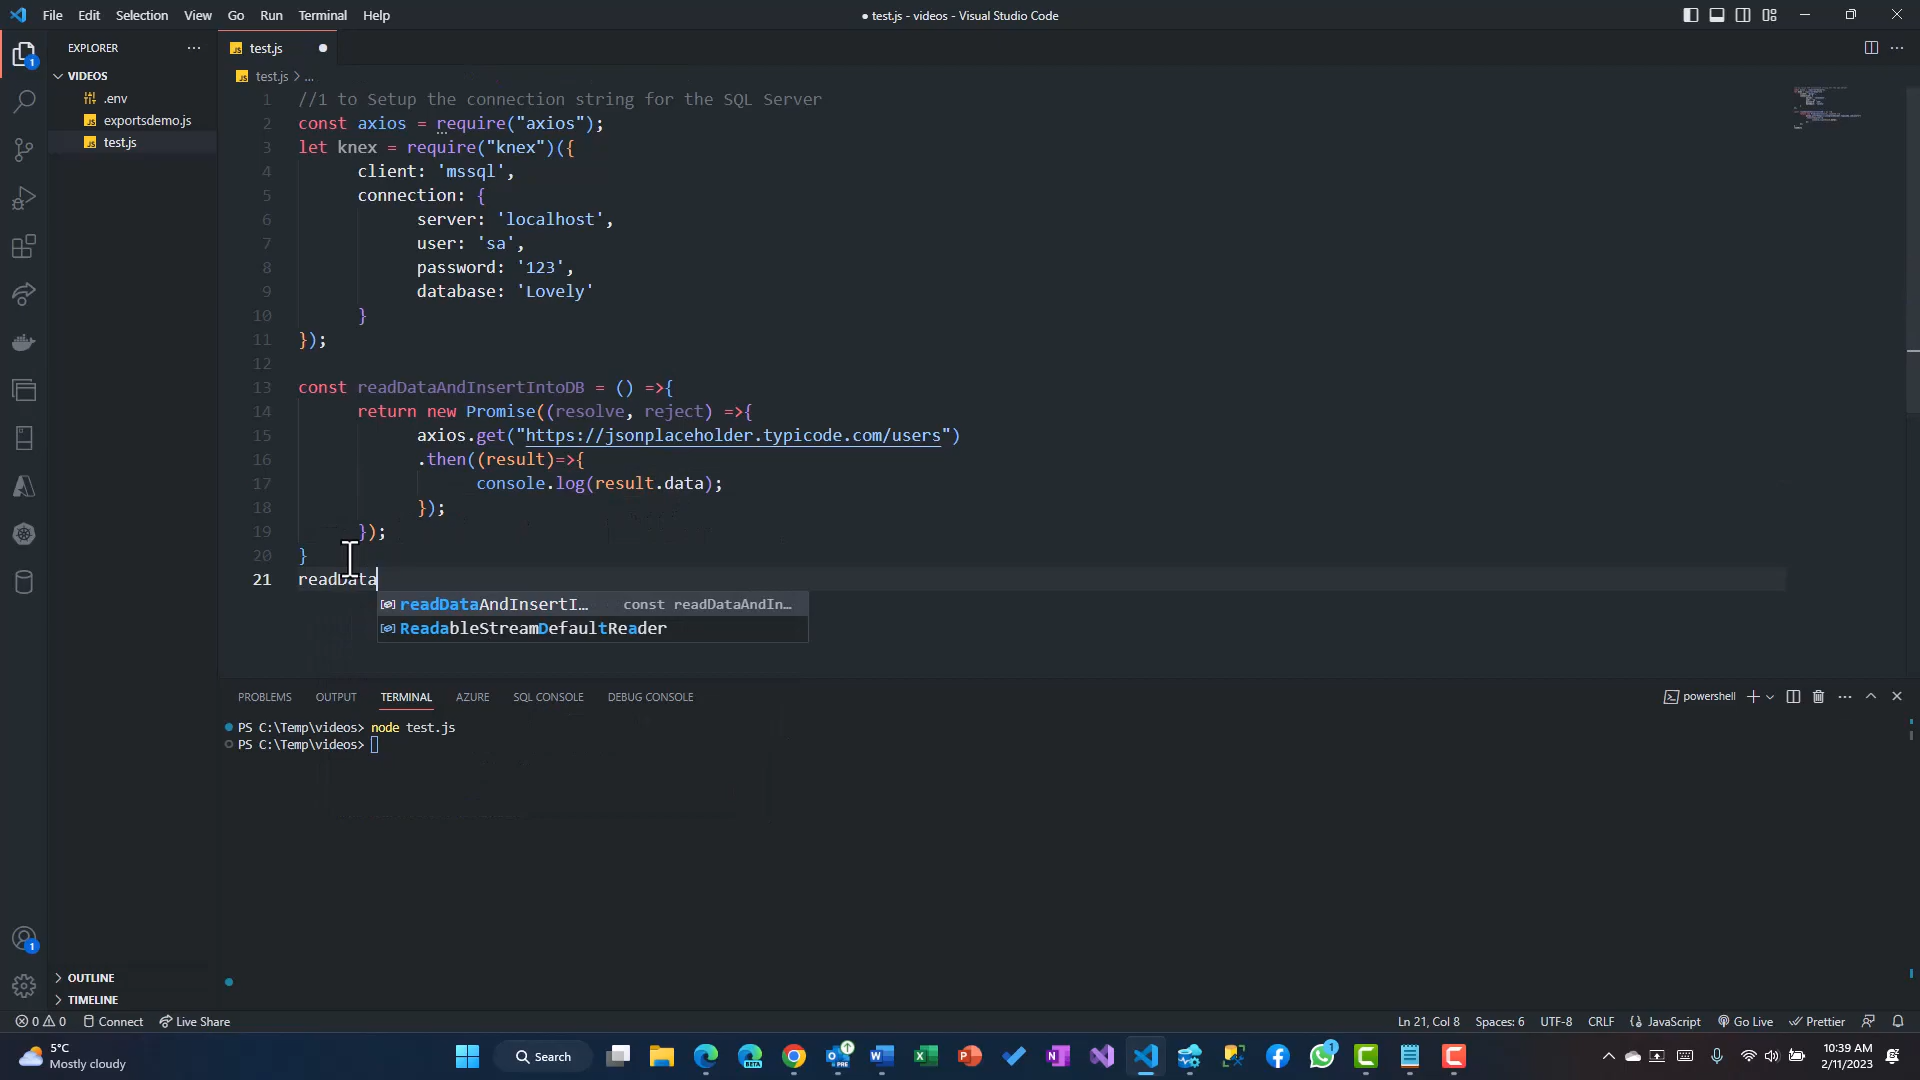 File Edit Selection View Go Run Terminal Help
● test.js - videos - Visual Studio Code
EXPLORER
test.js
VIDEOS
test.js > ...
.env
exportsdemo.js
test.js
1 //1 to Setup the connection string for the SQL Server
2 const axios = require("axios");
3 let knex = require("knex")({
4 client: 'mssql',
5 connection: {
6 server: 'localhost',
7 user: 'sa',
8 password: '123',
9 database: 'Lovely'
10 }
11 });
12
13 const readDataAndInsertIntoDB = () =>{
14 return new Promise((resolve, reject) =>{
15 axios.get("https://jsonplaceholder.typicode.com/users")
16 .then((result)=>{
17 console.log(result.data);
18 });
19 });
20 }
21 readData
readDataAndInsertI… const readDataAndIn…
ReadableStreamDefaultReader
PROBLEMS OUTPUT TERMINAL AZURE SQL CONSOLE DEBUG CONSOLE
powershell
PS C:\Temp\videos> node test.js
PS C:\Temp\videos>
OUTLINE
TIMELINE
0 0 Connect Live Share
Ln 21, Col 8 Spaces: 6 UTF-8 CRLF {} JavaScript Go Live Prettier
5°C
Mostly cloudy
Search
10:39 AM
2/11/2023